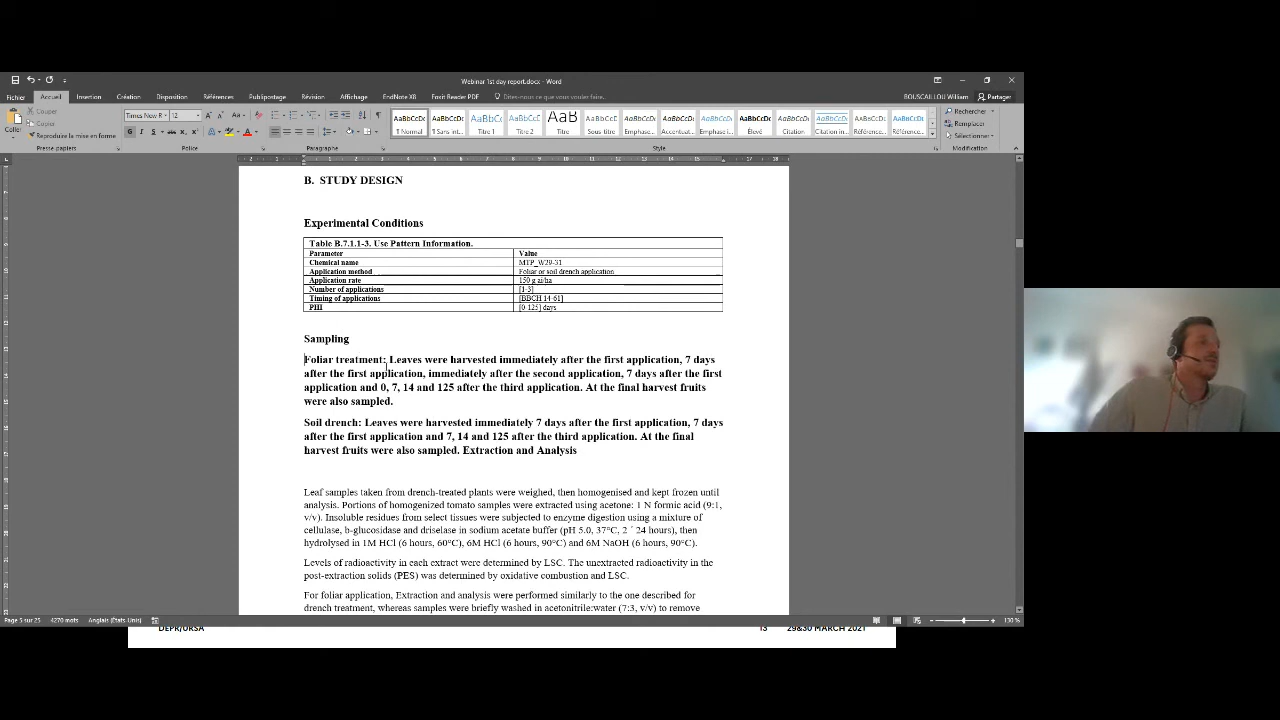 Webinar 1st day report.docx - Word
Fichier Accueil Insertion Création Disposition Références Publipostage Révision Affichage EndNote X8 Foxit Reader PDF Dites-nous ce que vous voulez faire. BOUSCAILLOU William Partager
Coller Couper Copier Reproduire la mise en forme
Times New R 12
AaBbCcDc AaBbCcDc AaBbCc AaBbCcC AaB AaBbCcC AaBbCcDc AaBbCcDc AaBbCcDc AaBbCcDc AaBbCcDc AaBbCcDc AaBbCcDc AaBbCcDc
¶ Normal ¶ Sans int... Titre 1 Titre 2 Titre Sous-titre Emphase... Accentuat... Emphase i... Élevé Citation Citation in... Référence... Référence...
Rechercher
Remplacer
Sélectionner
Presse-papiers Police Paragraphe Style Modification
B. STUDY DESIGN
Experimental Conditions
Table B.7.1.1-3. Use Pattern Information.
Parameter Value
Chemical name MTP_W29-31
Application method Foliar or soil drench application
Application rate 150 g ai/ha
Number of applications [1-3]
Timing of applications [BBCH 14-61]
PHI [0-125] days
Sampling
Foliar treatment: Leaves were harvested immediately after the first application, 7 days
after the first application, immediately after the second application, 7 days after the first
application and 0, 7, 14 and 125 after the third application. At the final harvest fruits
were also sampled.
Soil drench: Leaves were harvested immediately 7 days after the first application, 7 days
after the first application and 7, 14 and 125 after the third application. At the final
harvest fruits were also sampled. Extraction and Analysis
Leaf samples taken from drench-treated plants were weighed, then homogenised and kept frozen until
analysis. Portions of homogenized tomato samples were extracted using acetone: 1 N formic acid (9:1,
v/v). Insoluble residues from select tissues were subjected to enzyme digestion using a mixture of
cellulase, b-glucosidase and driselase in sodium acetate buffer (pH 5.0, 37°C, 2 ´ 24 hours), then
hydrolysed in 1M HCl (6 hours, 60°C), 6M HCl (6 hours, 90°C) and 6M NaOH (6 hours, 90°C).
Levels of radioactivity in each extract were determined by LSC. The unextracted radioactivity in the
post-extraction solids (PES) was determined by oxidative combustion and LSC.
For foliar application, Extraction and analysis were performed similarly to the one described for
drench treatment, whereas samples were briefly washed in acetonitrile:water (7:3, v/v) to remove
Page 5 sur 25 4270 mots Anglais (États-Unis) 130 %
DEPR/URSA 13 29&30 MARCH 2021